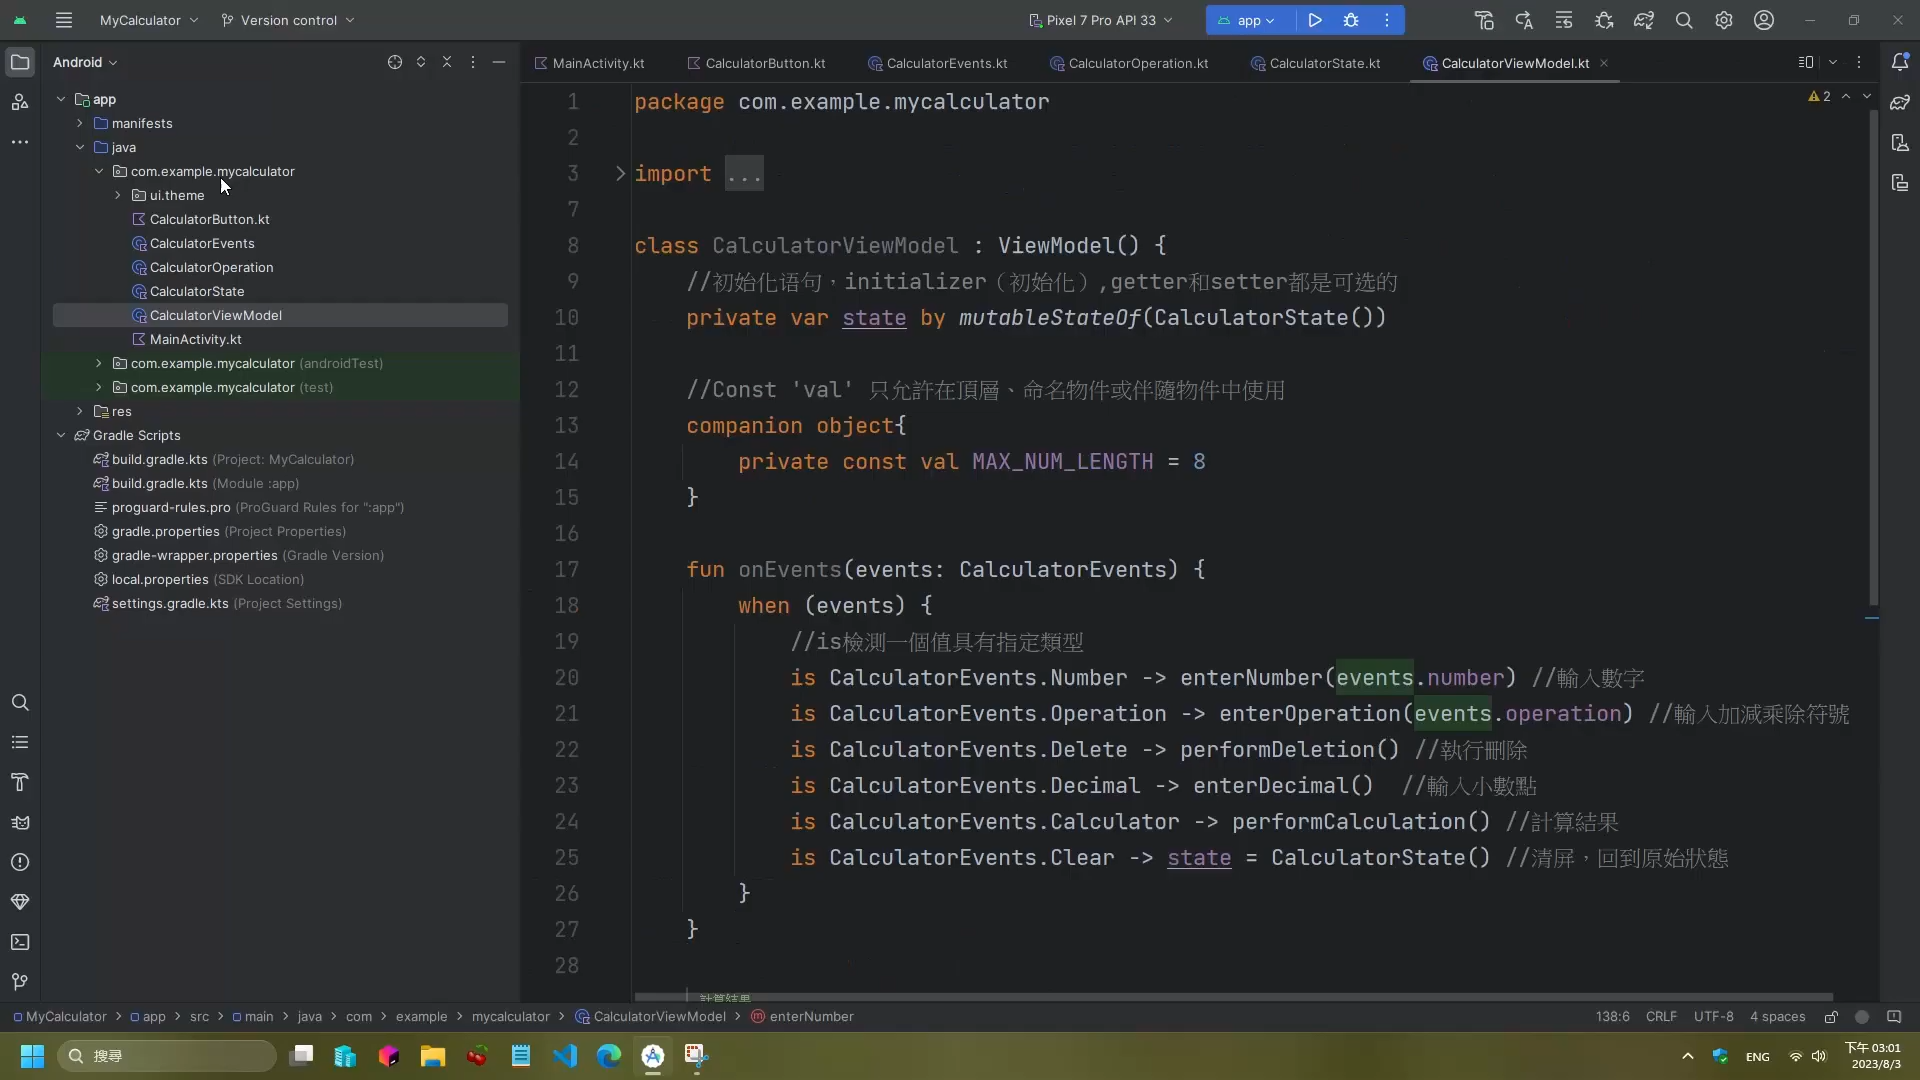 MyCalculator
Version control
Pixel 7 Pro API 33
app
Android
MainActivity.kt
CalculatorButton.kt
CalculatorEvents.kt
CalculatorOperation.kt
CalculatorState.kt
CalculatorViewModel.kt
app
manifests
java
com.example.mycalculator
ui.theme
CalculatorButton.kt
CalculatorEvents
CalculatorOperation
CalculatorState
CalculatorViewModel
MainActivity.kt
com.example.mycalculator (androidTest)
com.example.mycalculator (test)
res
Gradle Scripts
build.gradle.kts (Project: MyCalculator)
build.gradle.kts (Module :app)
proguard-rules.pro (ProGuard Rules for ":app")
gradle.properties (Project Properties)
gradle-wrapper.properties (Gradle Version)
local.properties (SDK Location)
settings.gradle.kts (Project Settings)
2
1 package com.example.mycalculator
2
3 import ...
7
8 class CalculatorViewModel : ViewModel() {
9 //初始化语句，initializer（初始化）,getter和setter都是可选的
10 private var state by mutableStateOf(CalculatorState())
11
12 //Const 'val' 只允許在頂層、命名物件或伴隨物件中使用
13 companion object{
14 private const val MAX_NUM_LENGTH = 8
15 }
16
17 fun onEvents(events: CalculatorEvents) {
18 when (events) {
19 //is檢測一個值具有指定類型
20 is CalculatorEvents.Number -> enterNumber(events.number) //輸入數字
21 is CalculatorEvents.Operation -> enterOperation(events.operation) //輸入加減乘除符號
22 is CalculatorEvents.Delete -> performDeletion() //執行刪除
23 is CalculatorEvents.Decimal -> enterDecimal()  //輸入小數點
24 is CalculatorEvents.Calculator -> performCalculation() //計算結果
25 is CalculatorEvents.Clear -> state = CalculatorState() //清屏，回到原始狀態
26 }
27 }
28
計算結果
MyCalculator > app > src > main > java > com > example > mycalculator > CalculatorViewModel > enterNumber
138:6 CRLF UTF-8 4 spaces
搜尋
ENG
下午 03:01
2023/8/3